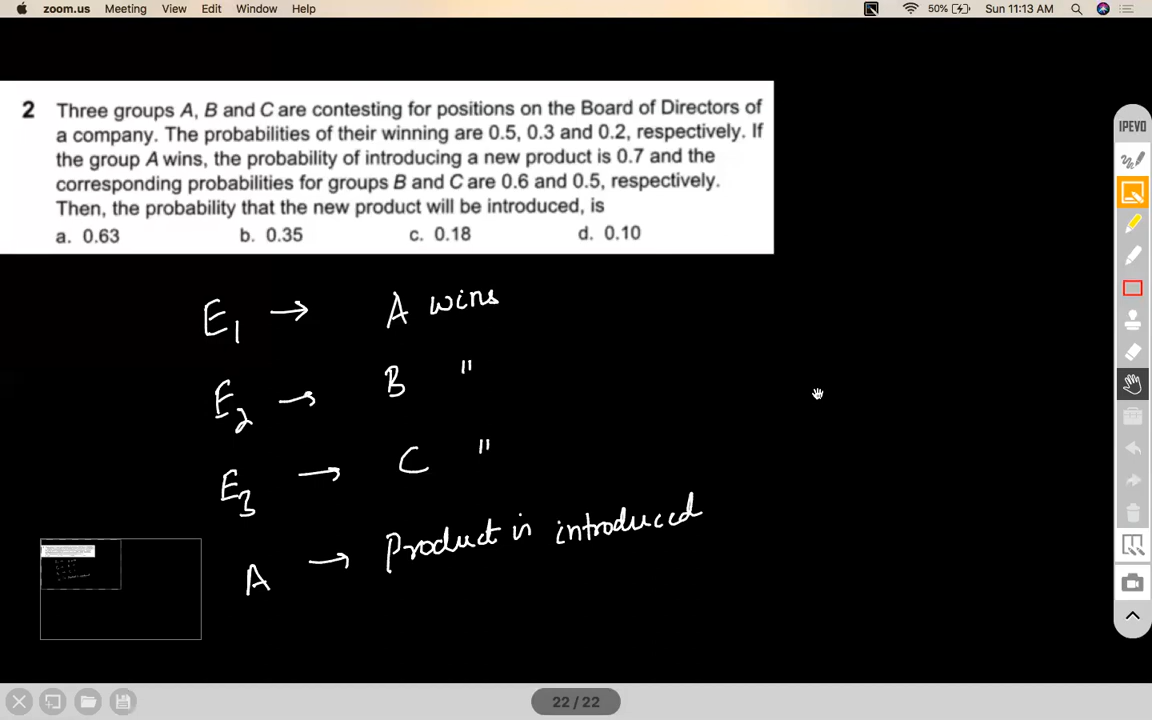 zoom.us Meeting View Edit Window Help 50% Sun 11:13 AM
2 Three groups A, B and C are contesting for positions on the Board of Directors of
a company. The probabilities of their winning are 0.5, 0.3 and 0.2, respectively. If
the group A wins, the probability of introducing a new product is 0.7 and the
corresponding probabilities for groups B and C are 0.6 and 0.5, respectively.
Then, the probability that the new product will be introduced, is
a. 0.63 b. 0.35 c. 0.18 d. 0.10
IPEVO
E1 → A wins
E2 → B "
E3 → C "
A → Product is introduced
22 / 22